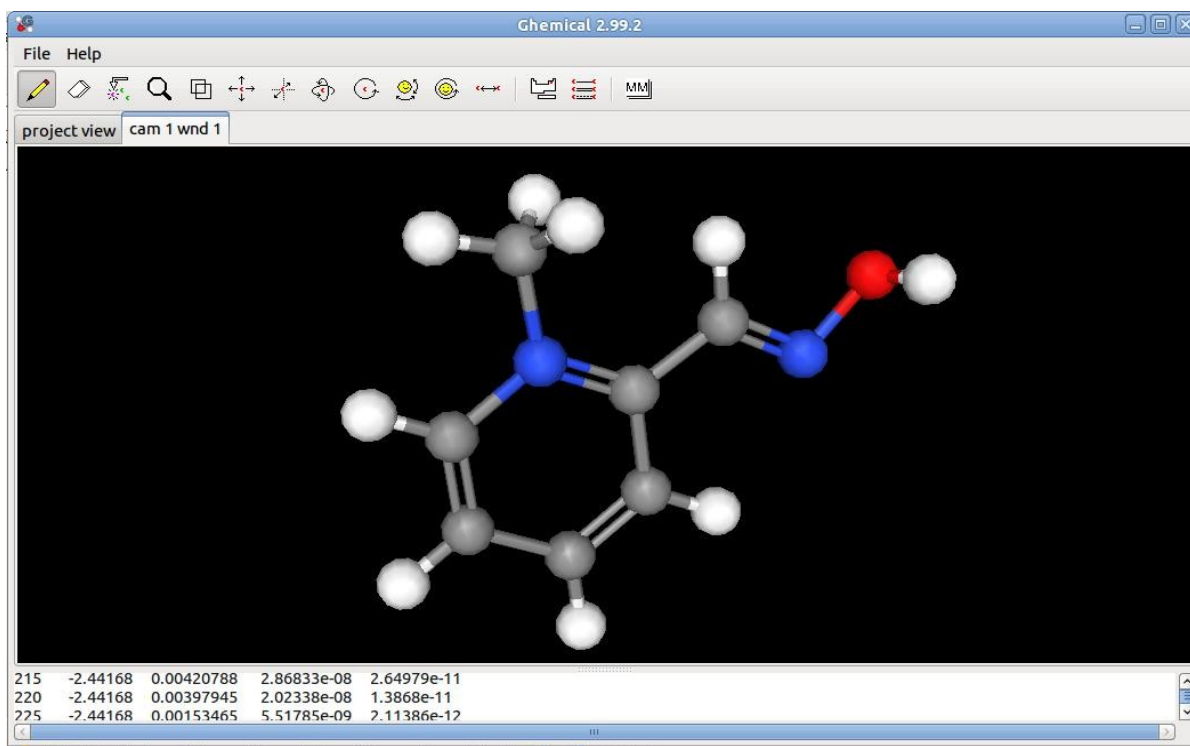 Ghemical 2.99.2
File Help
MM
project view cam 1 wnd 1
215 -2.44168 0.00420788 2.86833e-08 2.64979e-11
220 -2.44168 0.00397945 2.02338e-08 1.3868e-11
225 -2.44168 0.00153465 5.51785e-09 2.11386e-12